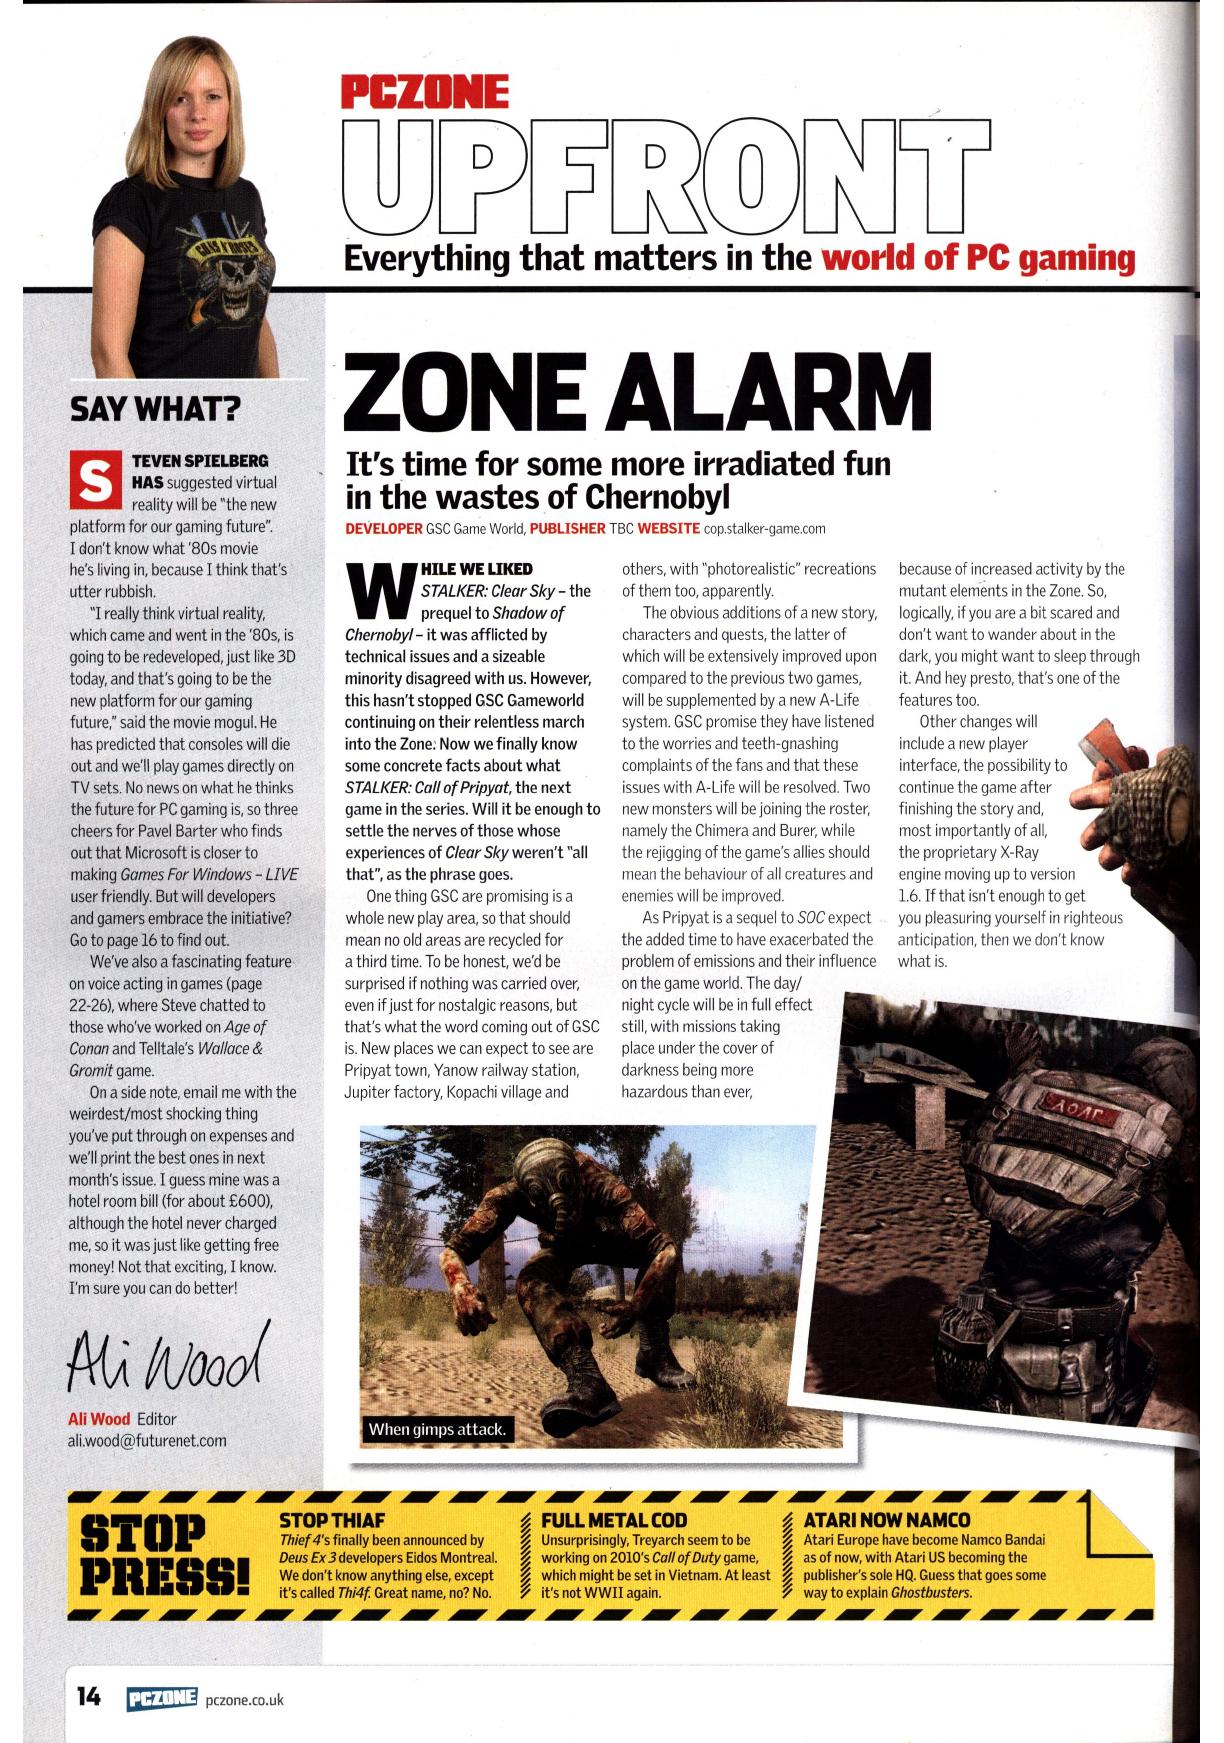 PCZONE
UPFRONT
Everything that matters in the world of PC gaming
GUNS N' ROSES
SAY WHAT?
STEVEN SPIELBERG
HAS suggested virtual
reality will be "the new
platform for our gaming future".
I don't know what '80s movie
he's living in, because I think that's
utter rubbish.
"I really think virtual reality,
which came and went in the '80s, is
going to be redeveloped, just like 3D
today, and that's going to be the
new platform for our gaming
future," said the movie mogul. He
has predicted that consoles will die
out and we'll play games directly on
TV sets. No news on what he thinks
the future for PC gaming is, so three
cheers for Pavel Barter who finds
out that Microsoft is closer to
making Games For Windows – LIVE
user friendly. But will developers
and gamers embrace the initiative?
Go to page 16 to find out.
We've also a fascinating feature
on voice acting in games (page
22-26), where Steve chatted to
those who've worked on Age of
Conan and Telltale's Wallace &
Gromit game.
On a side note, email me with the
weirdest/most shocking thing
you've put through on expenses and
we'll print the best ones in next
month's issue. I guess mine was a
hotel room bill (for about £600),
although the hotel never charged
me, so it was just like getting free
money! Not that exciting, I know.
I'm sure you can do better!
Ali Wood
Ali Wood Editor
ali.wood@futurenet.com
ZONE ALARM
It's time for some more irradiated fun
in the wastes of Chernobyl
DEVELOPER GSC Game World, PUBLISHER TBC WEBSITE cop.stalker-game.com
WHILE WE LIKED
STALKER: Clear Sky – the
prequel to Shadow of
Chernobyl – it was afflicted by
technical issues and a sizeable
minority disagreed with us. However,
this hasn't stopped GSC Gameworld
continuing on their relentless march
into the Zone. Now we finally know
some concrete facts about what
STALKER: Call of Pripyat, the next
game in the series. Will it be enough to
settle the nerves of those whose
experiences of Clear Sky weren't "all
that", as the phrase goes.
One thing GSC are promising is a
whole new play area, so that should
mean no old areas are recycled for
a third time. To be honest, we'd be
surprised if nothing was carried over,
even if just for nostalgic reasons, but
that's what the word coming out of GSC
is. New places we can expect to see are
Pripyat town, Yanow railway station,
Jupiter factory, Kopachi village and
others, with "photorealistic" recreations
of them too, apparently.
The obvious additions of a new story,
characters and quests, the latter of
which will be extensively improved upon
compared to the previous two games,
will be supplemented by a new A-Life
system. GSC promise they have listened
to the worries and teeth-gnashing
complaints of the fans and that these
issues with A-Life will be resolved. Two
new monsters will be joining the roster,
namely the Chimera and Burer, while
the rejigging of the game's allies should
mean the behaviour of all creatures and
enemies will be improved.
As Pripyat is a sequel to SOC expect
the added time to have exacerbated the
problem of emissions and their influence
on the game world. The day/
night cycle will be in full effect
still, with missions taking
place under the cover of
darkness being more
hazardous than ever,
because of increased activity by the
mutant elements in the Zone. So,
logically, if you are a bit scared and
don't want to wander about in the
dark, you might want to sleep through
it. And hey presto, that's one of the
features too.
Other changes will
include a new player
interface, the possibility to
continue the game after
finishing the story and,
most importantly of all,
the proprietary X-Ray
engine moving up to version
1.6. If that isn't enough to get
you pleasuring yourself in righteous
anticipation, then we don't know
what is.
When gimps attack.
STOP
PRESS!
STOP THIAF
Thief 4's finally been announced by
Deus Ex 3 developers Eidos Montreal.
We don't know anything else, except
it's called Thi4f. Great name, no? No.
FULL METAL COD
Unsurprisingly, Treyarch seem to be
working on 2010's Call of Duty game,
which might be set in Vietnam. At least
it's not WWII again.
ATARI NOW NAMCO
Atari Europe have become Namco Bandai
as of now, with Atari US becoming the
publisher's sole HQ. Guess that goes some
way to explain Ghostbusters.
14 PCZONE pczone.co.uk